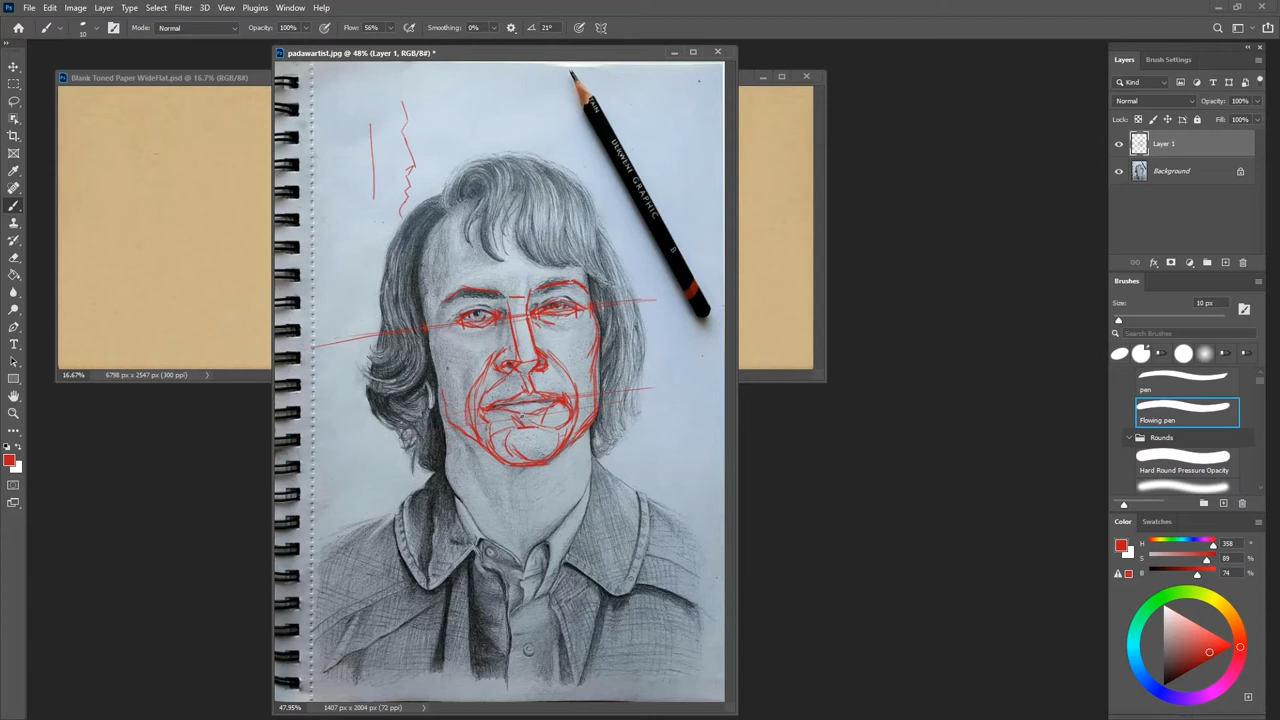 File Edit Image Layer Type Select Filter 3D View Plugins Window Help
10 Mode: Normal Opacity: 100% Flow: 56% Smoothing: 0% 21°
padawartist.jpg @ 48% (Layer 1, RGB/8#) *
Blank Toned Paper WideFlat.psd @ 16.7% (RGB/8#)
DERWENT GRAPHIC B
16.67% 6798 px x 2547 px (300 ppi)
47.95% 1407 px x 2004 px (72 ppi)
Layers Brush Settings
Kind
Normal Opacity: 100%
Lock: Fill: 100%
Layer 1
Background
Brushes
Size: 10 px
Search Brushes
pen
Flowing pen
Rounds
Hard Round Pressure Opacity
Color Swatches
H 358 °
S 89 %
B 74 %